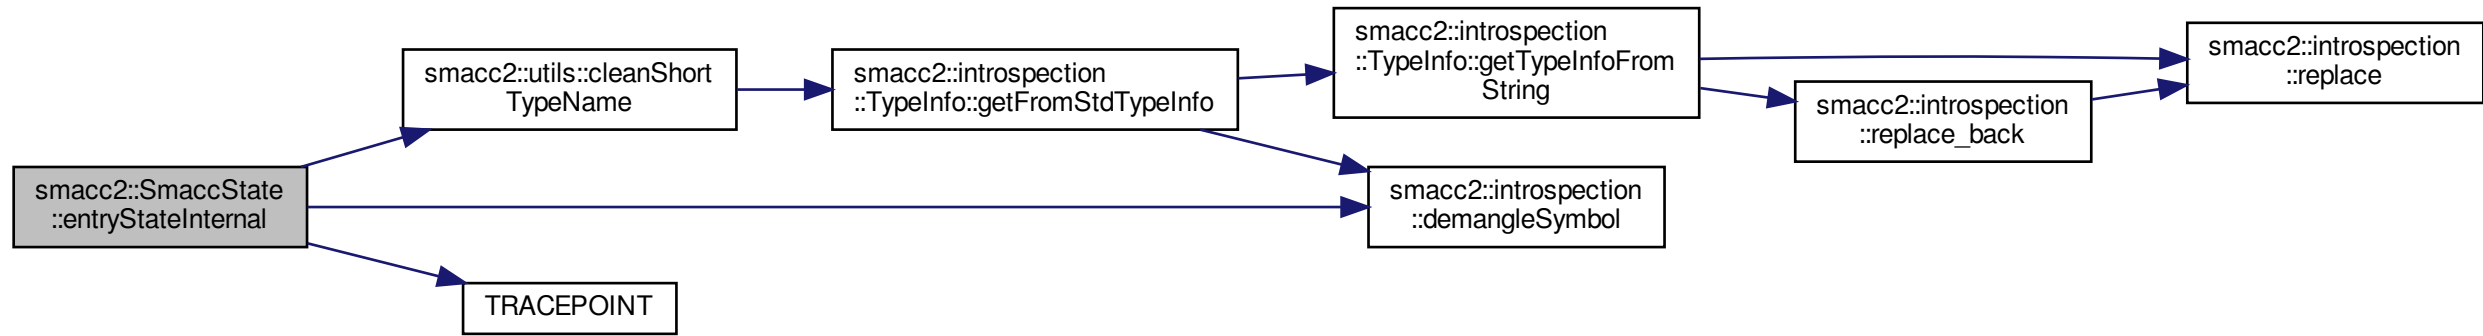 smacc2::SmaccState
::entryStateInternal
smacc2::utils::cleanShort
TypeName
TRACEPOINT
smacc2::introspection
::TypeInfo::getFromStdTypeInfo
smacc2::introspection
::TypeInfo::getTypeInfoFrom
String
smacc2::introspection
::demangleSymbol
smacc2::introspection
::replace_back
smacc2::introspection
::replace